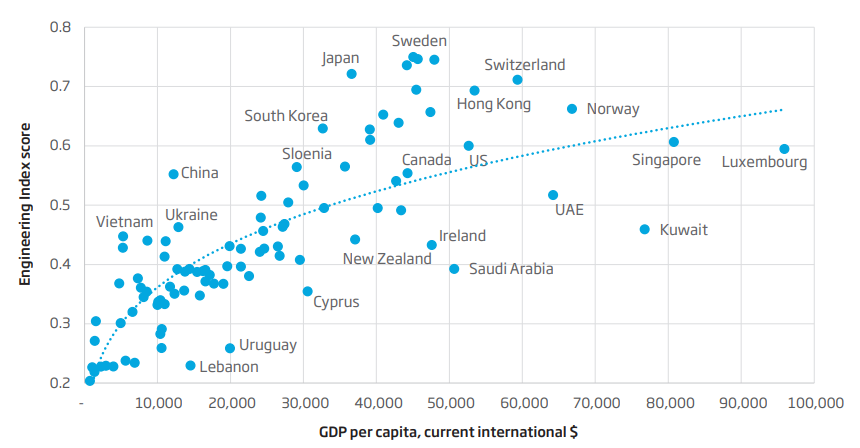 0.8
Sweden
Japan
Switzerland
0.7
Hong Kong
Norway
South Korea
0.6
Sloenia
Canada
US
Singapore
Luxembourg
China
Engineering Index score
0.5
Vietnam
Ukraine
UAE
Kuwait
Ireland
New Zealand
0.4
Saudi Arabia
Cyprus
0.3
Uruguay
Lebanon
0.2
- 10,000 20,000 30,000 40,000 50,000 60,000 70,000 80,000 90,000 100,000
GDP per capita, current international $